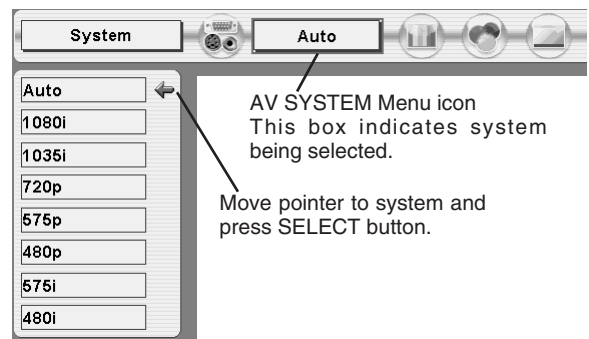 System
Auto
Auto
1080i
1035i
720p
575p
480p
575i
480i
AV SYSTEM Menu icon
This box indicates system
being selected.
Move pointer to system and
press SELECT button.